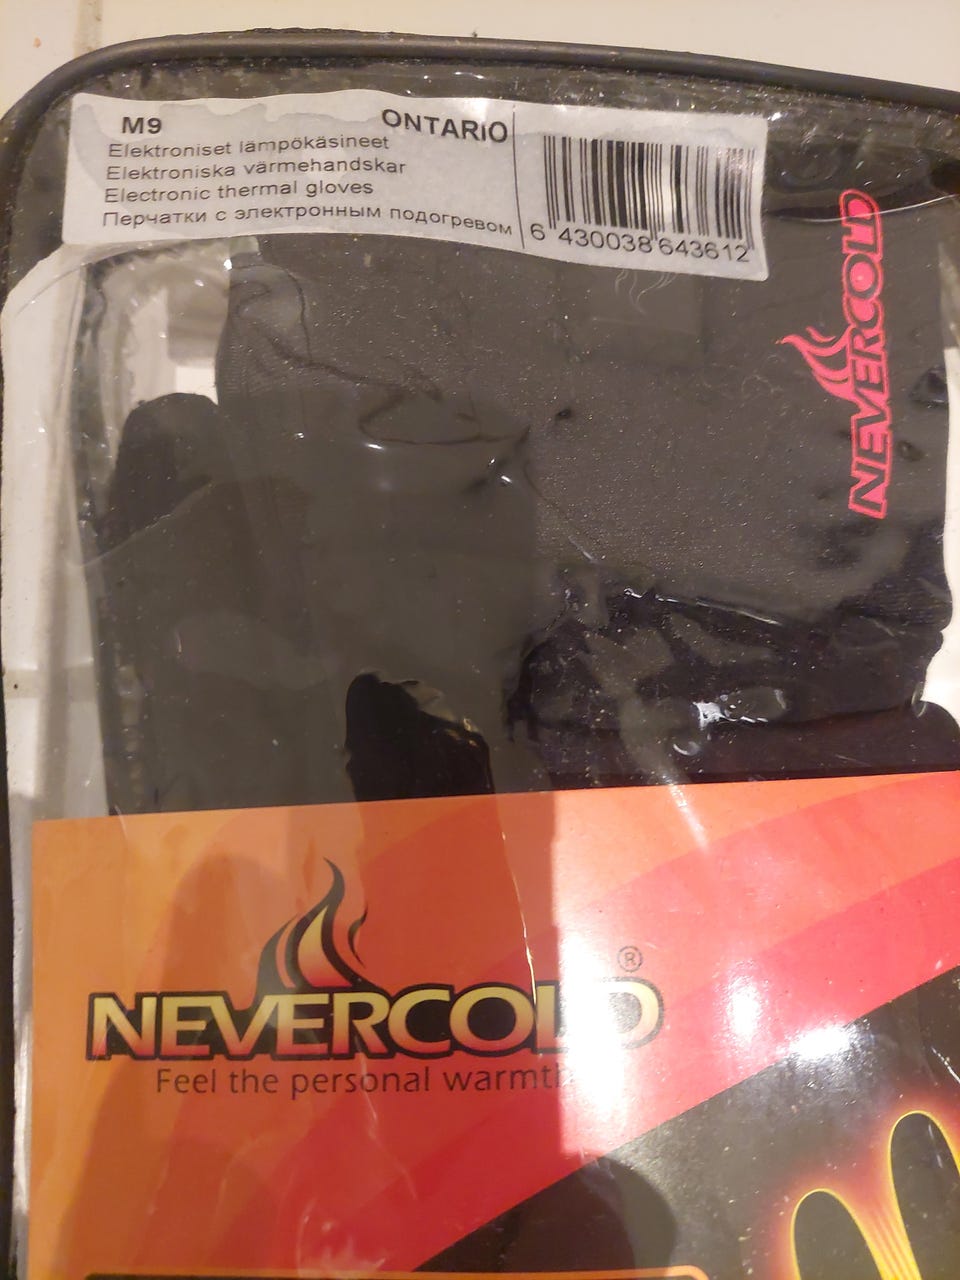 M9 ONTARIO
Elektroniset lämpökäsineet
Elektroniska värmehandskar
Electronic thermal gloves
Перчатки с электронным подогревом
6 430038 643612
NEVERCOLD
NEVERCOLD®
Feel the personal warmth